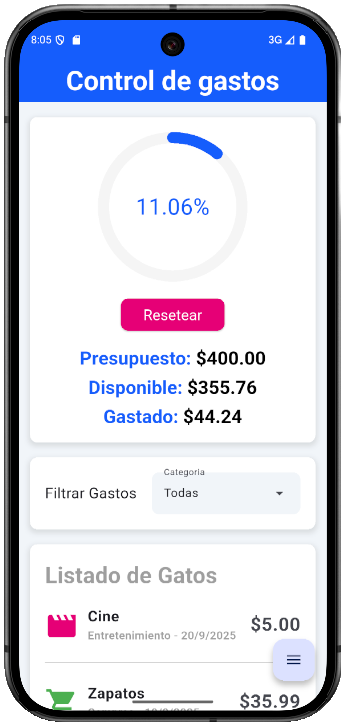 8:05 3G
Control de gastos
11.06%
Resetear
Presupuesto: $400.00
Disponible: $355.76
Gastado: $44.24
Categoria
Filtrar Gastos Todas
Listado de Gatos
Cine
Entretenimiento - 20/9/2025 $5.00
Zapatos
$35.99